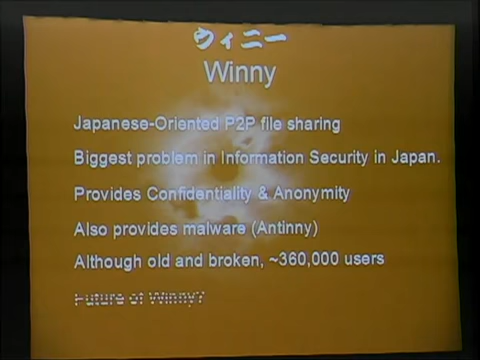 ウィニー
Winny
Japanese-Oriented P2P file sharing
Biggest problem in Information Security in Japan.
Provides Confidentiality & Anonymity
Also provides malware (Antinny)
Although old and broken, ~360,000 users
Future of Winny?